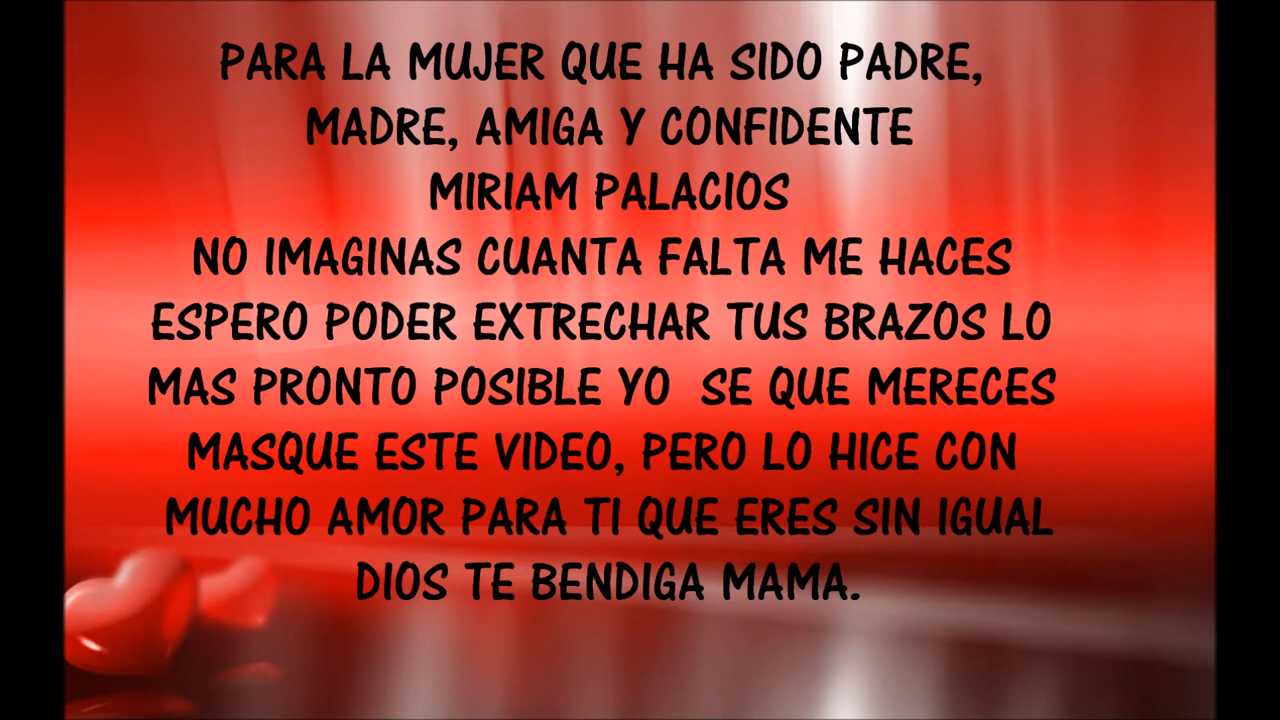 PARA LA MUJER QUE HA SIDO PADRE,
MADRE, AMIGA Y CONFIDENTE
MIRIAM PALACIOS
NO IMAGINAS CUANTA FALTA ME HACES
ESPERO PODER EXTRECHAR TUS BRAZOS LO
MAS PRONTO POSIBLE YO  SE QUE MERECES
MASQUE ESTE VIDEO, PERO LO HICE CON
MUCHO AMOR PARA TI QUE ERES SIN IGUAL
DIOS TE BENDIGA MAMA.